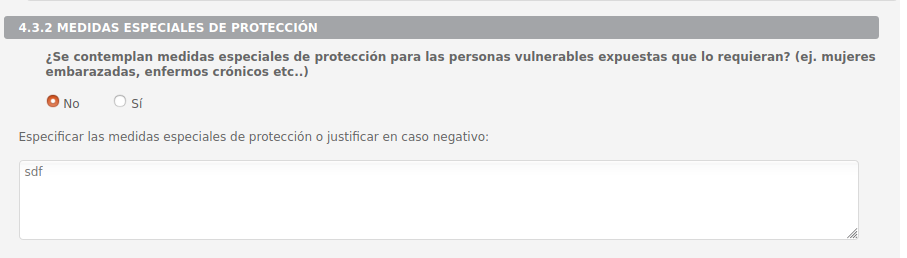 4.3.2 MEDIDAS ESPECIALES DE PROTECCIÓN
¿Se contemplan medidas especiales de protección para las personas vulnerables expuestas que lo requieran? (ej. mujeres
embarazadas, enfermos crónicos etc..)
No Sí
Especificar las medidas especiales de protección o justificar en caso negativo:
sdf